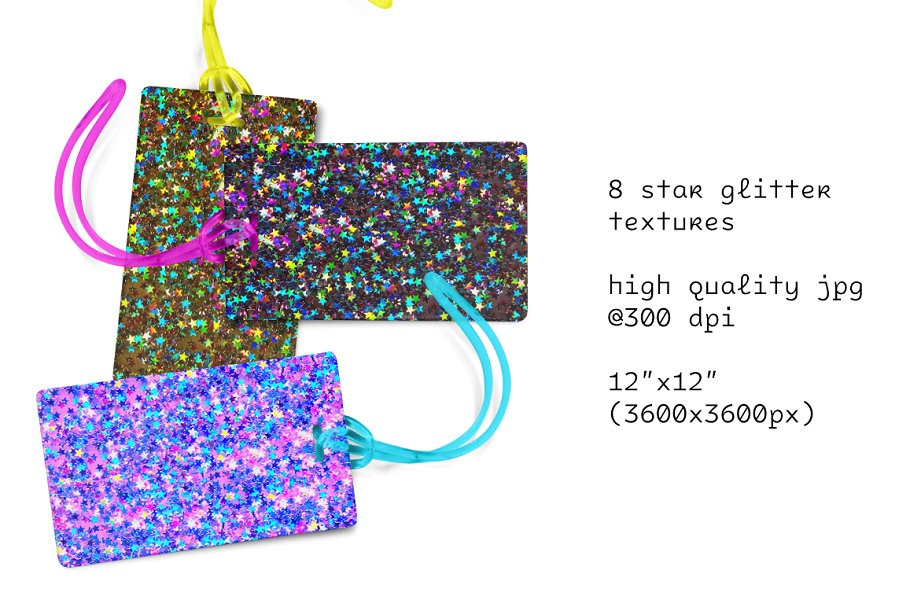 8 star glitter
textures
high quality jpg
@300 dpi
12"x12"
(3600x3600px)